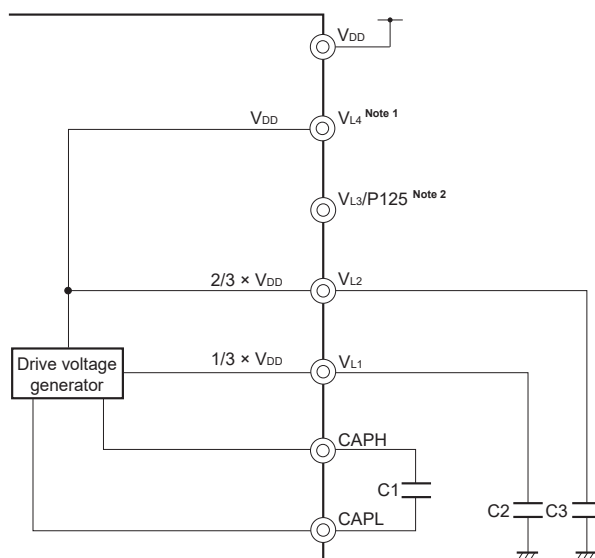 VDD
VDD VL4 Note 1
VL3/P125 Note 2
2/3 × VDD VL2
1/3 × VDD VL1
Drive voltage
generator
CAPH
C1
C2 C3
CAPL